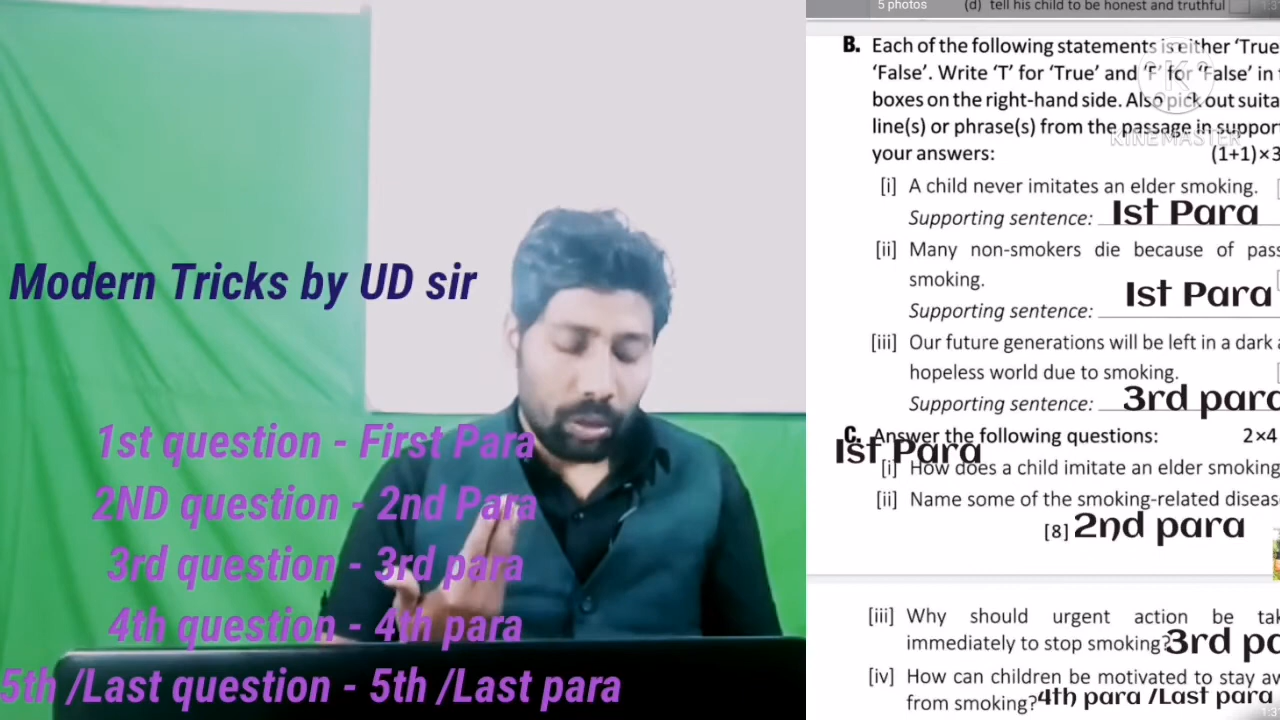 Modern Tricks by UD sir
1st question - First Para
2ND question - 2nd Para
3rd question - 3rd para
4th question - 4th para
5th /Last question - 5th /Last para
5 photos
(d) tell his child to be honest and truthful
B. Each of the following statements is either ‘True
‘False’. Write ‘T’ for ‘True’ and ‘F’ for ‘False’ in
boxes on the right-hand side. Also pick out suita
line(s) or phrase(s) from the passage in suppor
your answers: (1+1)×3
KINEMASTER
[i] A child never imitates an elder smoking.
Supporting sentence: Ist Para
[ii] Many non-smokers die because of pas
smoking.
Supporting sentence: Ist Para
[iii] Our future generations will be left in a dark
hopeless world due to smoking.
Supporting sentence: 3rd para
C. Answer the following questions: 2×4
Ist Para
[i] How does a child imitate an elder smoking
[ii] Name some of the smoking-related diseas
[8] 2nd para
[iii] Why should urgent action be tak
immediately to stop smoking? 3rd pa
[iv] How can children be motivated to stay aw
from smoking? 4th para /Last para